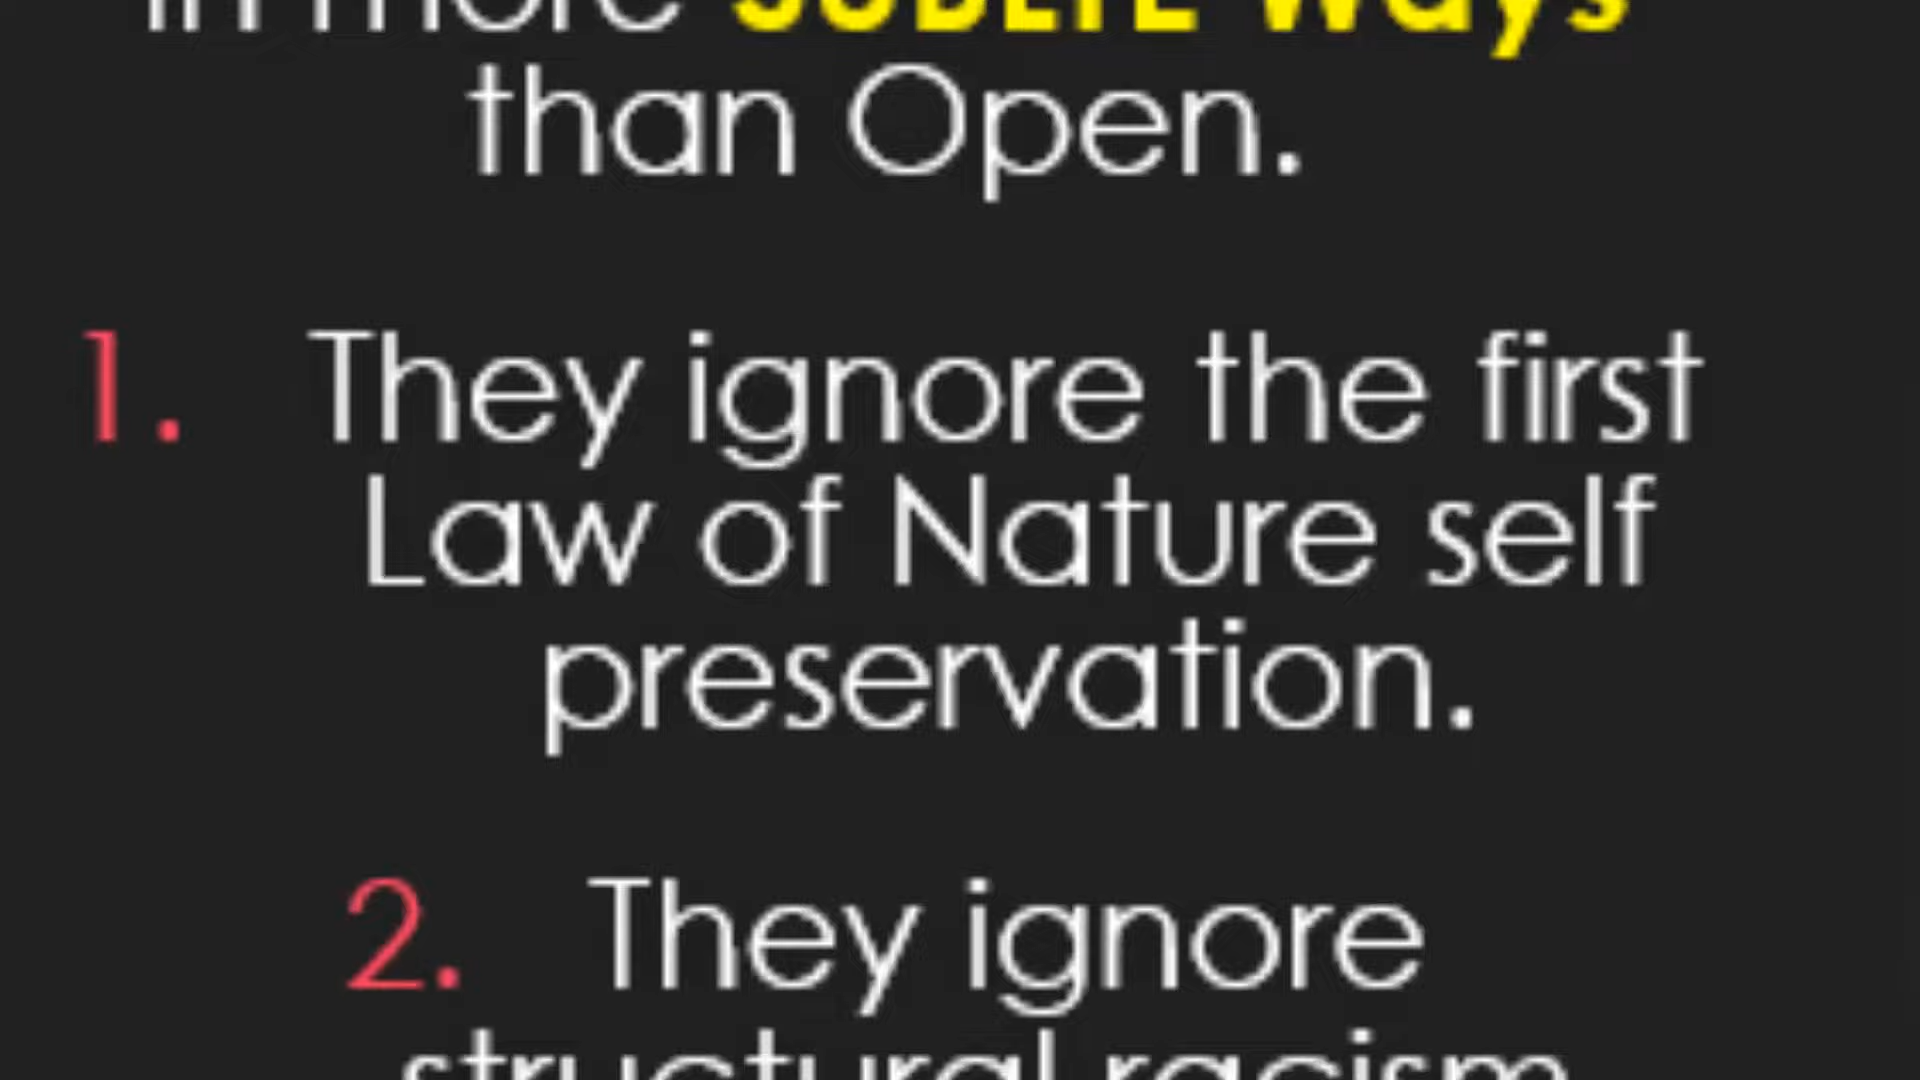 in more SUBLTE Ways
than Open.
1. They ignore the first
Law of Nature self
preservation.
2. They ignore
structural racism